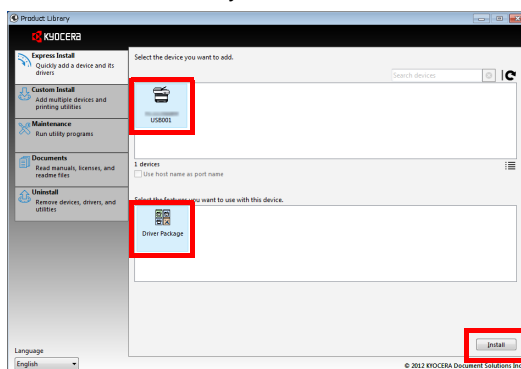 Product Library
KYOCERA
Express Install
Quickly add a device and its
drivers
Custom Install
Add multiple devices and
printing utilities
Maintenance
Run utility programs
Documents
Read manuals, licenses, and
readme files
Uninstall
Remove devices, drivers, and
utilities
Language
English
Select the device you want to add.
Search devices
USB001
1 devices
Use host name as port name
Select the features you want to use with this device.
Driver Package
Install
© 2012 KYOCERA Document Solutions Inc